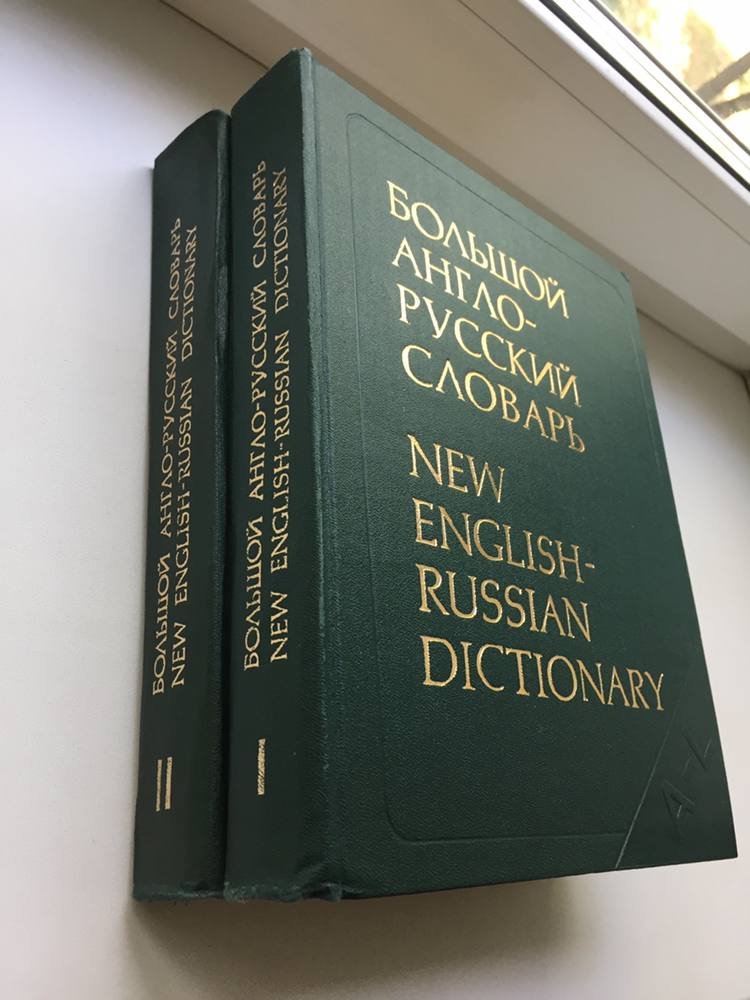 БОЛЬШОЙ АНГЛО-РУССКИЙ СЛОВАРЬ
NEW ENGLISH-RUSSIAN DICTIONARY
II
БОЛЬШОЙ АНГЛО-РУССКИЙ СЛОВАРЬ
NEW ENGLISH-RUSSIAN DICTIONARY
I
БОЛЬШОЙ
АНГЛО-
РУССКИЙ
СЛОВАРЬ
NEW
ENGLISH-
RUSSIAN
DICTIONARY
A-L